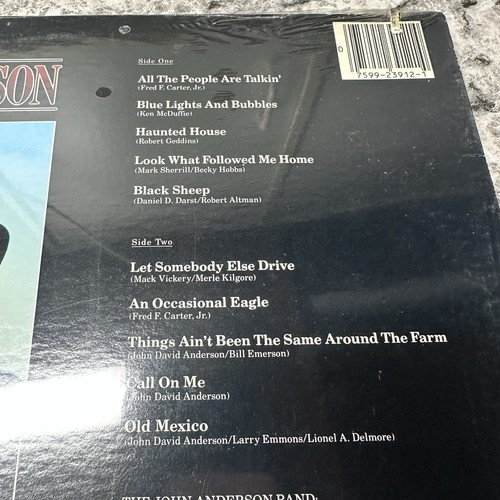 SON
Side One
All The People Are Talkin'
(Fred F. Carter, Jr.)
Blue Lights And Bubbles
(Ken McDuffie)
Haunted House
(Robert Geddins)
Look What Followed Me Home
(Mark Sherrill/Becky Hobbs)
Black Sheep
(Daniel D. Darst/Robert Altman)
Side Two
Let Somebody Else Drive
(Mack Vickery/Merle Kilgore)
An Occasional Eagle
(Fred F. Carter, Jr.)
Things Ain't Been The Same Around The Farm
(John David Anderson/Bill Emerson)
Call On Me
(John David Anderson)
Old Mexico
(John David Anderson/Larry Emmons/Lionel A. Delmore)
THE JOHN ANDERSON BAND:
0
7599-23912-1